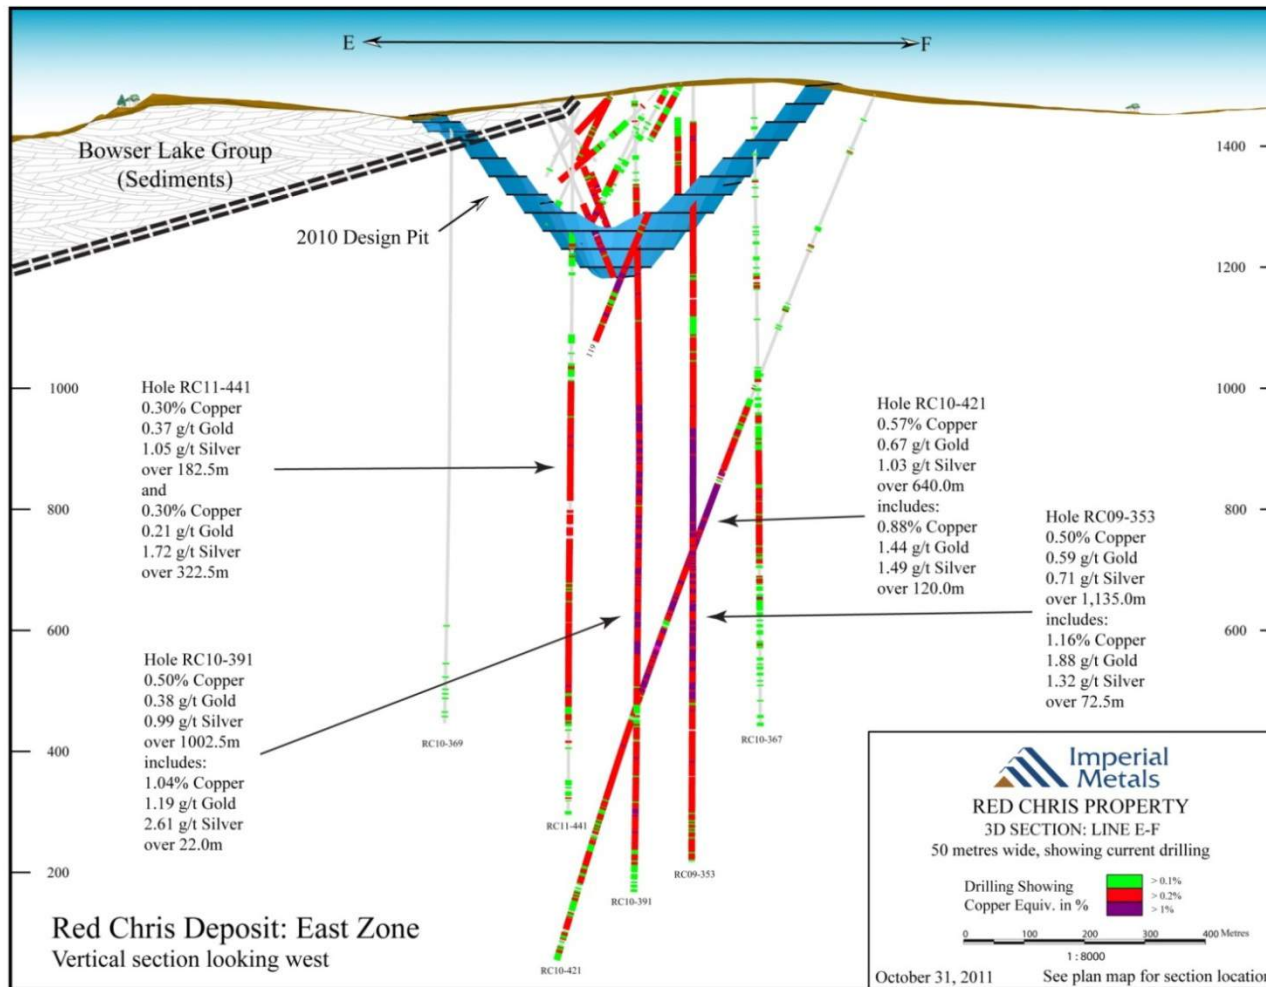 E
F
Bowser Lake Group
(Sediments)
2010 Design Pit
1400
1200
1000
1000
800
800
600
600
400
200
119
Hole RC11-441
0.30% Copper
0.37 g/t Gold
1.05 g/t Silver
over 182.5m
and
0.30% Copper
0.21 g/t Gold
1.72 g/t Silver
over 322.5m
Hole RC10-421
0.57% Copper
0.67 g/t Gold
1.03 g/t Silver
over 640.0m
includes:
0.88% Copper
1.44 g/t Gold
1.49 g/t Silver
over 120.0m
Hole RC09-353
0.50% Copper
0.59 g/t Gold
0.71 g/t Silver
over 1,135.0m
includes:
1.16% Copper
1.88 g/t Gold
1.32 g/t Silver
over 72.5m
Hole RC10-391
0.50% Copper
0.38 g/t Gold
0.99 g/t Silver
over 1002.5m
includes:
1.04% Copper
1.19 g/t Gold
2.61 g/t Silver
over 22.0m
RC10-369
RC10-367
RC11-441
RC09-353
RC10-391
RC10-421
Red Chris Deposit: East Zone
Vertical section looking west
Imperial
Metals
RED CHRIS PROPERTY
3D SECTION: LINE E-F
50 metres wide, showing current drilling
Drilling Showing
Copper Equiv. in %
> 0.1%
> 0.2%
> 1%
0 100 200 300 400 Metres
1 : 8000
October 31, 2011 See plan map for section location